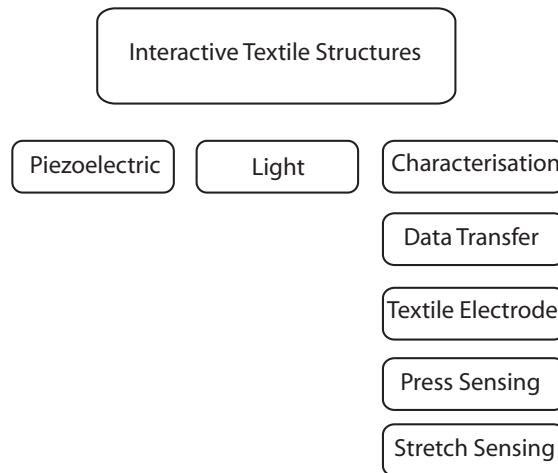 Interactive Textile Structures
Piezoelectric
Light
Characterisation
Data Transfer
Textile Electrode
Press Sensing
Stretch Sensing